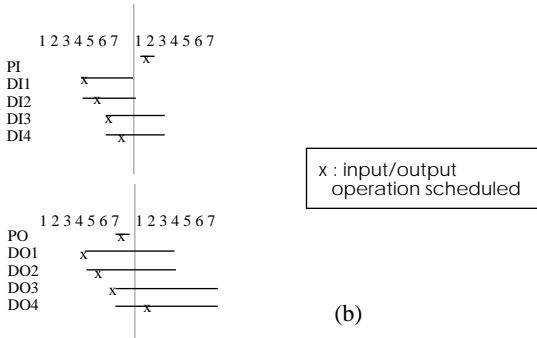 1 2 3 4 5 6 7 1 2 3 4 5 6 7
PI x
DI1 x
DI2 x
DI3 x
DI4 x
x : input/output
operation scheduled
1 2 3 4 5 6 7 1 2 3 4 5 6 7
PO x
DO1 x
DO2 x
DO3 x
DO4 x
(b)